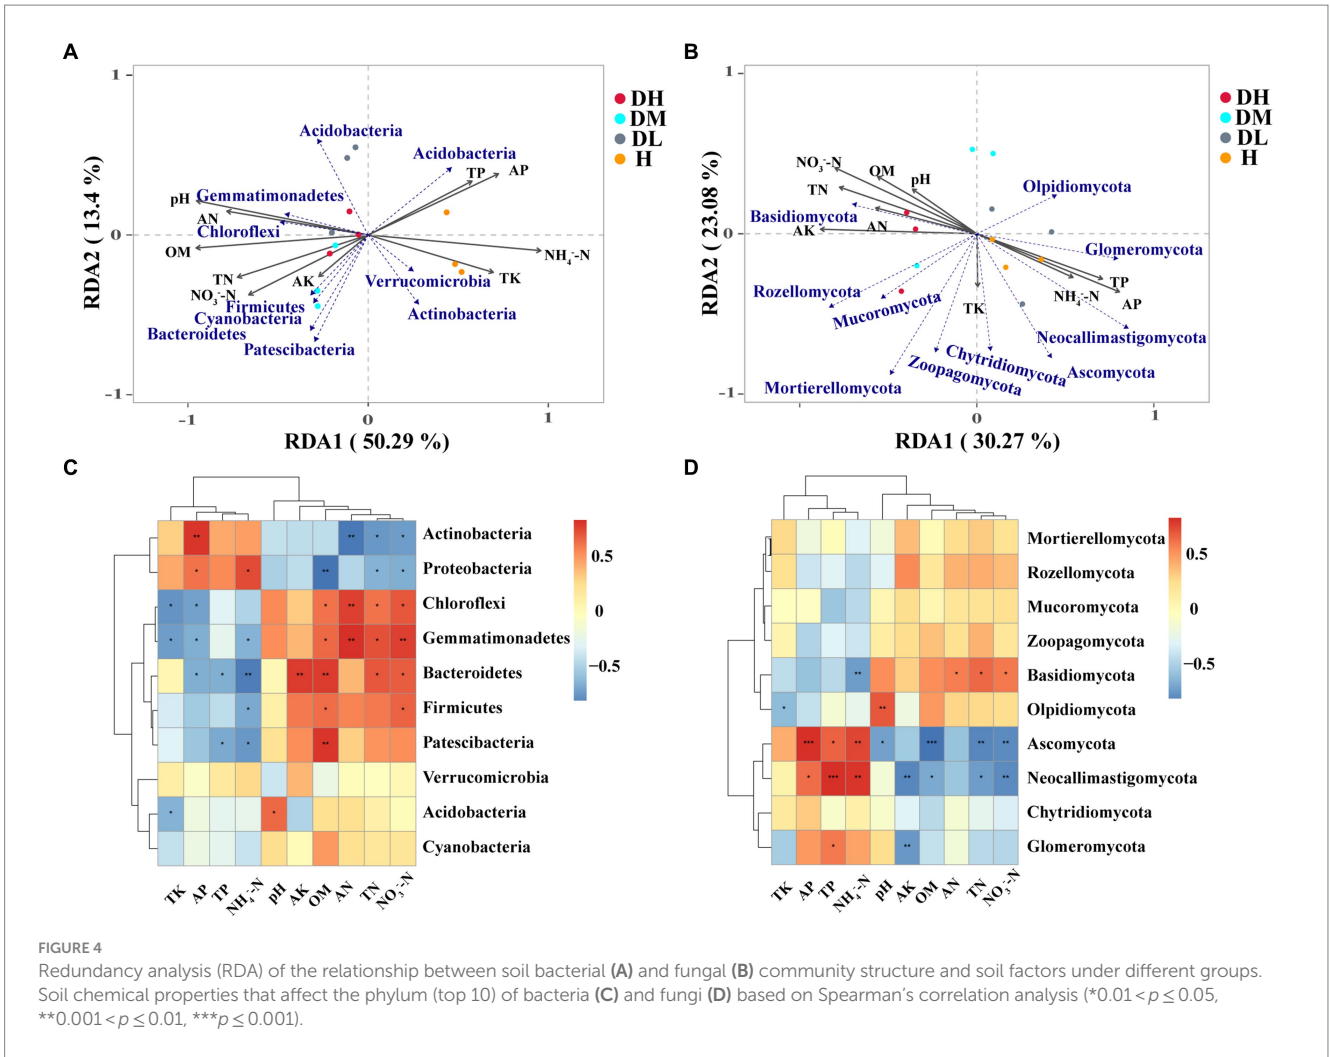 A
1
0
-1
-1
0
1
RDA2 ( 13.4 %)
RDA1 ( 50.29 %)
Acidobacteria
Acidobacteria
TP
AP
Gemmatimonadetes
pH
AN
Chloroflexi
OM
NH4+-N
TK
TN
AK
Verrucomicrobia
NO3--N
Firmicutes
Cyanobacteria
Actinobacteria
Bacteroidetes
Patescibacteria
DH
DM
DL
H
B
1
0
-1
0
1
RDA2 ( 23.08 %)
RDA1 ( 30.27 %)
NO3--N
OM
pH
TN
Olpidiomycota
Basidiomycota
AK
AN
Glomeromycota
TP
NH4--N
AP
Rozellomycota
Mucoromycota
TK
Neocallimastigomycota
Chytridiomycota
Zoopagomycota
Ascomycota
Mortierellomycota
DH
DM
DL
H
C
Actinobacteria
Proteobacteria
Chloroflexi
Gemmatimonadetes
Bacteroidetes
Firmicutes
Patescibacteria
Verrucomicrobia
Acidobacteria
Cyanobacteria
TK
AP
TP
NH4--N
pH
AK
OM
AN
TN
NO3--N
0.5
0
−0.5
D
Mortierellomycota
Rozellomycota
Mucoromycota
Zoopagomycota
Basidiomycota
Olpidiomycota
Ascomycota
Neocallimastigomycota
Chytridiomycota
Glomeromycota
TK
AP
TP
NH4--N
pH
AK
OM
AN
TN
NO3--N
0.5
0
−0.5
FIGURE 4
Redundancy analysis (RDA) of the relationship between soil bacterial (A) and fungal (B) community structure and soil factors under different groups.
Soil chemical properties that affect the phylum (top 10) of bacteria (C) and fungi (D) based on Spearman's correlation analysis (*0.01 < p ≤ 0.05,
**0.001 < p ≤ 0.01, ***p ≤ 0.001).